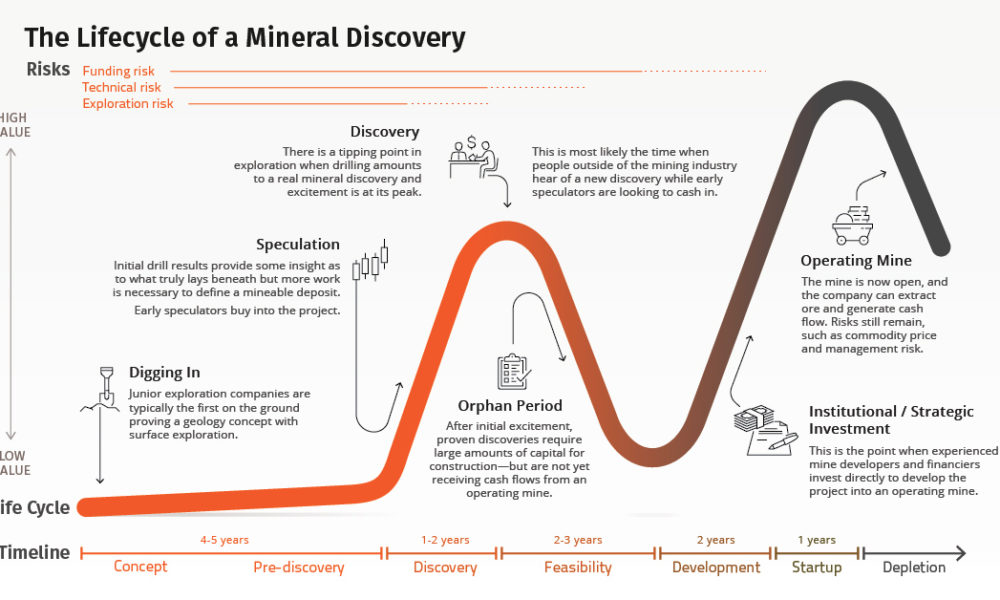 The Lifecycle of a Mineral Discovery
Risks
Funding risk
Technical risk
Exploration risk
HIGH
ALUE
Discovery
There is a tipping point in
exploration when drilling amounts
to a real mineral discovery and
excitement is at its peak.
$
This is most likely the time when
people outside of the mining industry
hear of a new discovery while early
speculators are looking to cash in.
Speculation
Initial drill results provide some insight as
to what truly lays beneath but more work
is necessary to define a mineable deposit.
Early speculators buy into the project.
Operating Mine
The mine is now open, and
the company can extract
ore and generate cash
flow. Risks still remain,
such as commodity price
and management risk.
Digging In
Junior exploration companies are
typically the first on the ground
proving a geology concept with
surface exploration.
Orphan Period
After initial excitement,
proven discoveries require
large amounts of capital for
construction—but are not yet
receiving cash flows from an
operating mine.
Institutional / Strategic
Investment
This is the point when experienced
mine developers and financiers
invest directly to develop the
project into an operating mine.
LOW
ALUE
ife Cycle
Timeline
4-5 years
1-2 years
2-3 years
2 years
1 years
Concept
Pre-discovery
Discovery
Feasibility
Development
Startup
Depletion